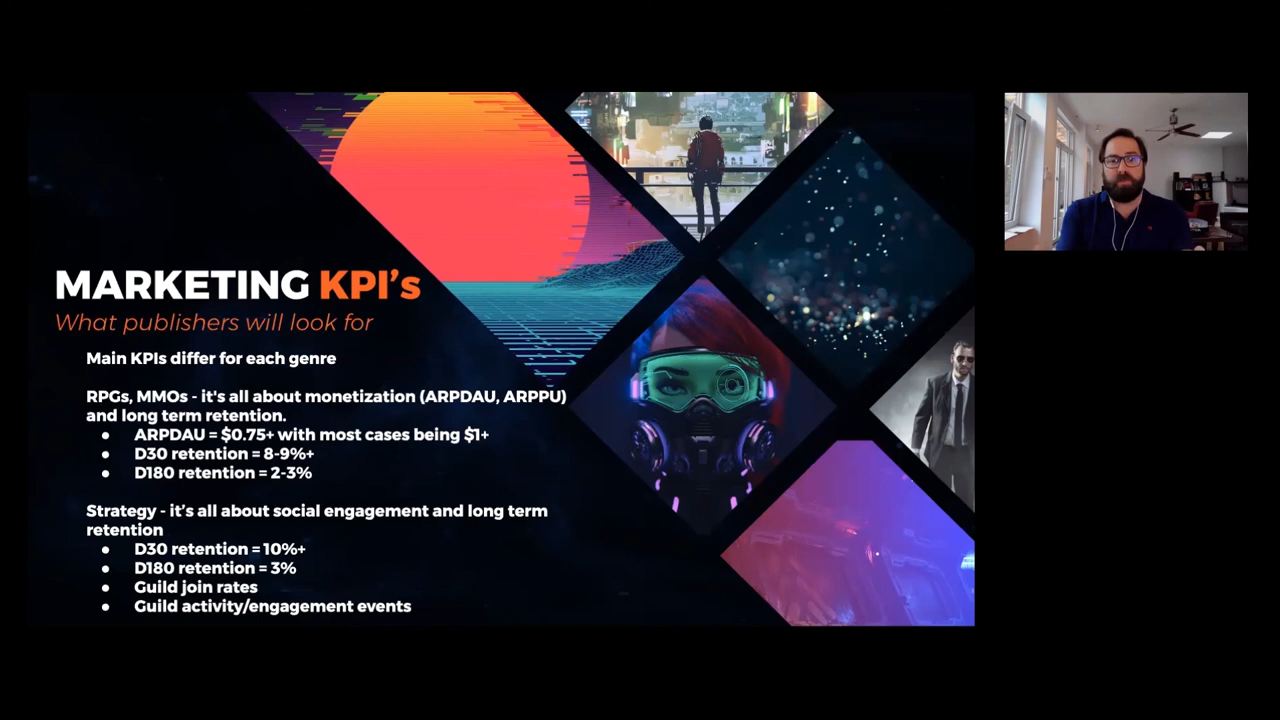 MARKETING KPI's
What publishers will look for
Main KPIs differ for each genre
RPGs, MMOs - it's all about monetization (ARPDAU, ARPPU)
and long term retention.
● ARPDAU = $0.75+ with most cases being $1+
● D30 retention = 8-9%+
● D180 retention = 2-3%
Strategy - it’s all about social engagement and long term
retention
● D30 retention = 10%+
● D180 retention = 3%
● Guild join rates
● Guild activity/engagement events